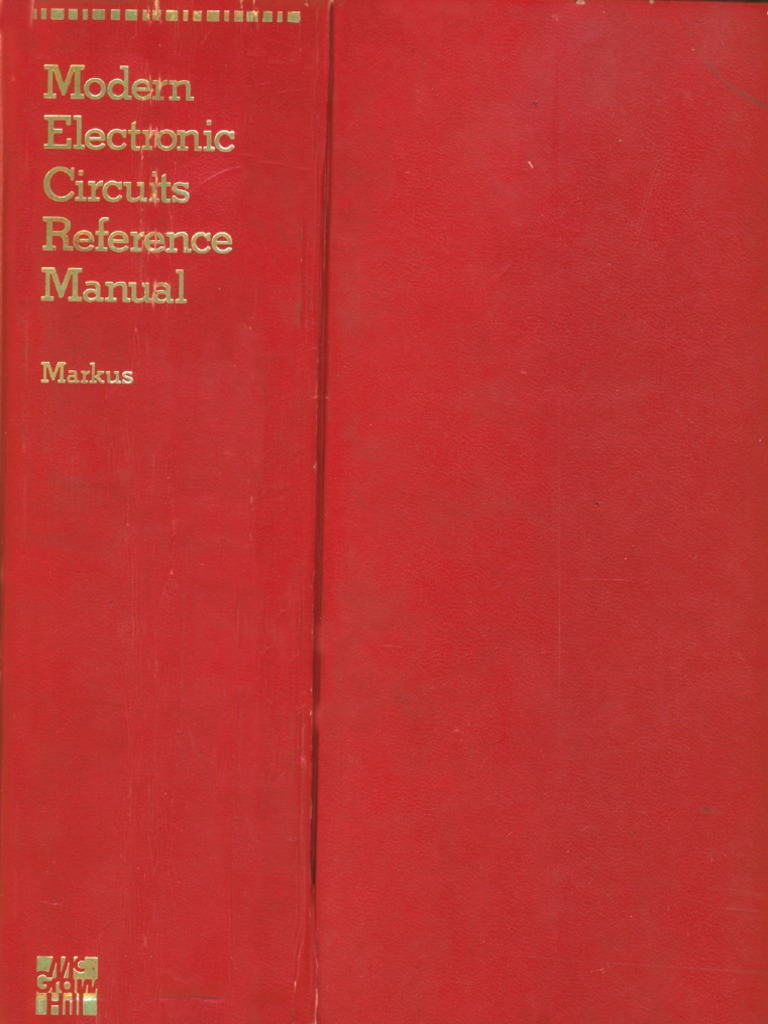 Modern
Electronic
Circuits
Reference
Manual
Markus
Mc
Graw
Hill